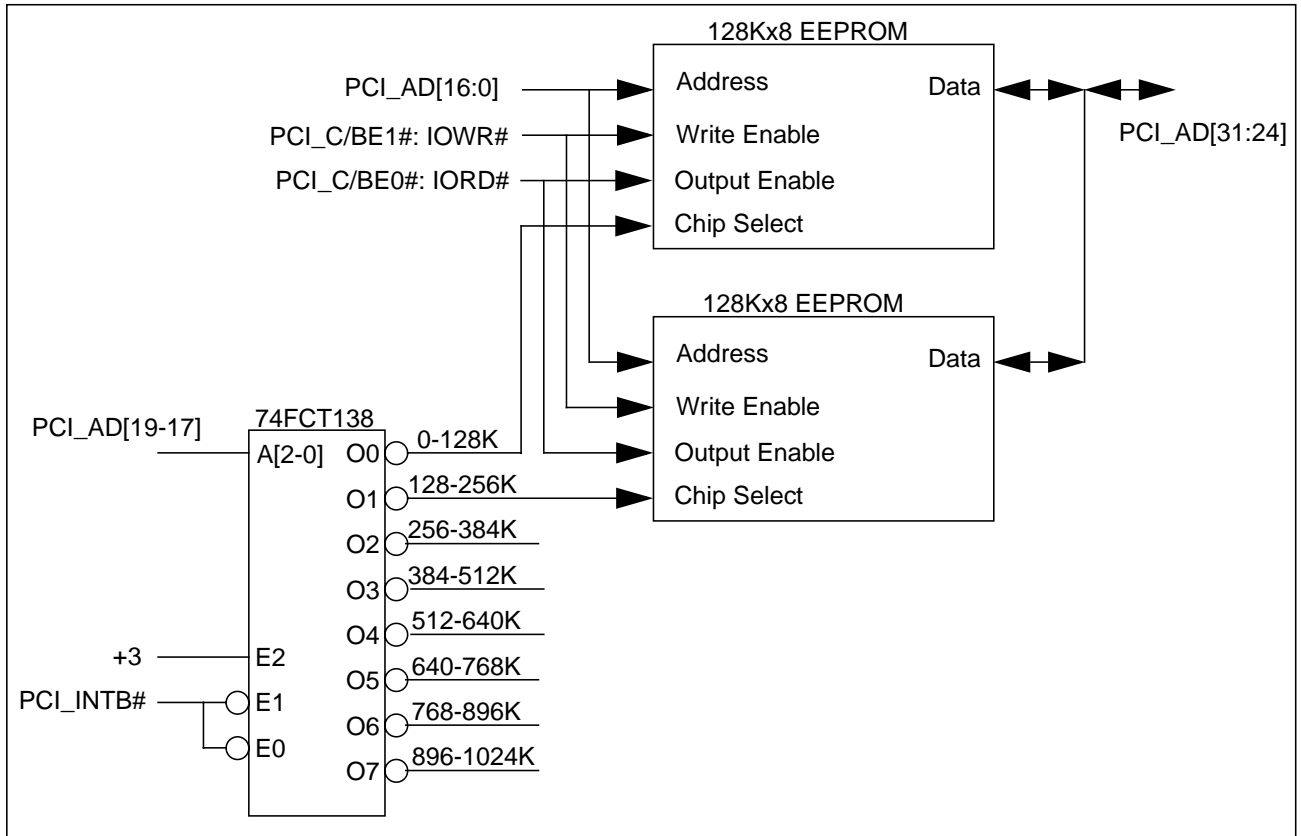 128Kx8 EEPROM
PCI_AD[16:0]
Address
Data
PCI_C/BE1#: IOWR#
Write Enable
PCI_AD[31:24]
PCI_C/BE0#: IORD#
Output Enable
Chip Select
128Kx8 EEPROM
Address
Data
Write Enable
Output Enable
Chip Select
74FCT138
PCI_AD[19-17]
A[2-0]
O0
0-128K
O1
128-256K
O2
256-384K
O3
384-512K
O4
512-640K
+3
E2
O5
640-768K
PCI_INTB#
E1
O6
768-896K
E0
O7
896-1024K